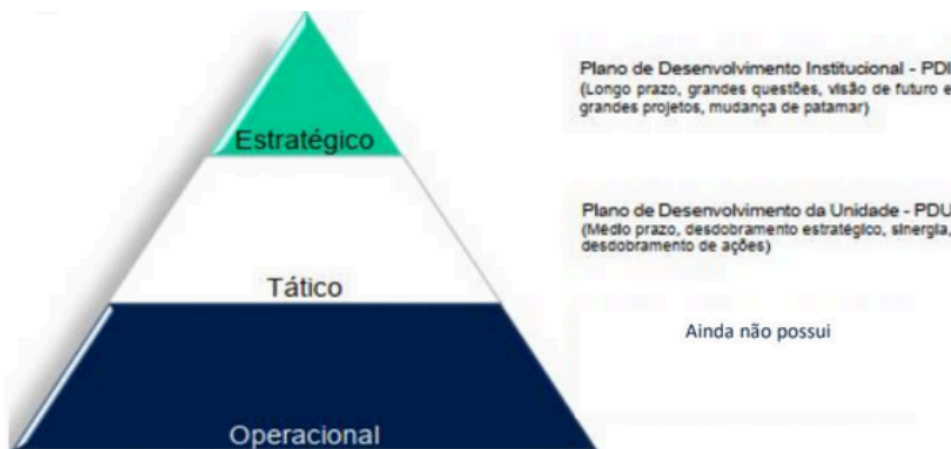 Plano de Desenvolvimento Institucional - PDI
(Longo prazo, grandes questões, visão de futuro e
grandes projetos, mudança de patamar)
Estratégico
Plano de Desenvolvimento da Unidade - PDU
(Médio prazo, desdobramento estratégico, sinergia,
desdobramento de ações)
Tático
Ainda não possui
Operacional